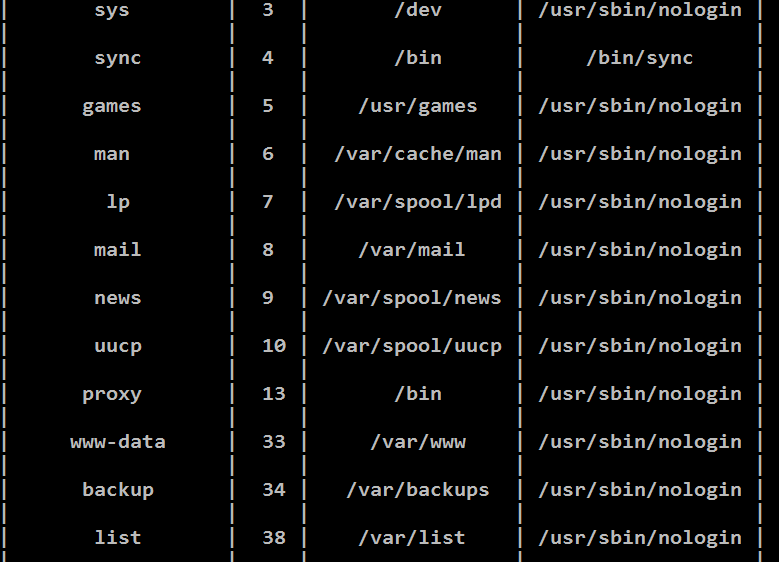 | sys | 3 | /dev | /usr/sbin/nologin |
| | | | |
| sync | 4 | /bin | /bin/sync |
| | | | |
| games | 5 | /usr/games | /usr/sbin/nologin |
| | | | |
| man | 6 | /var/cache/man | /usr/sbin/nologin |
| | | | |
| lp | 7 | /var/spool/lpd | /usr/sbin/nologin |
| | | | |
| mail | 8 | /var/mail | /usr/sbin/nologin |
| | | | |
| news | 9 | /var/spool/news | /usr/sbin/nologin |
| | | | |
| uucp | 10 | /var/spool/uucp | /usr/sbin/nologin |
| | | | |
| proxy | 13 | /bin | /usr/sbin/nologin |
| | | | |
| www-data | 33 | /var/www | /usr/sbin/nologin |
| | | | |
| backup | 34 | /var/backups | /usr/sbin/nologin |
| | | | |
| list | 38 | /var/list | /usr/sbin/nologin |
| | | | |